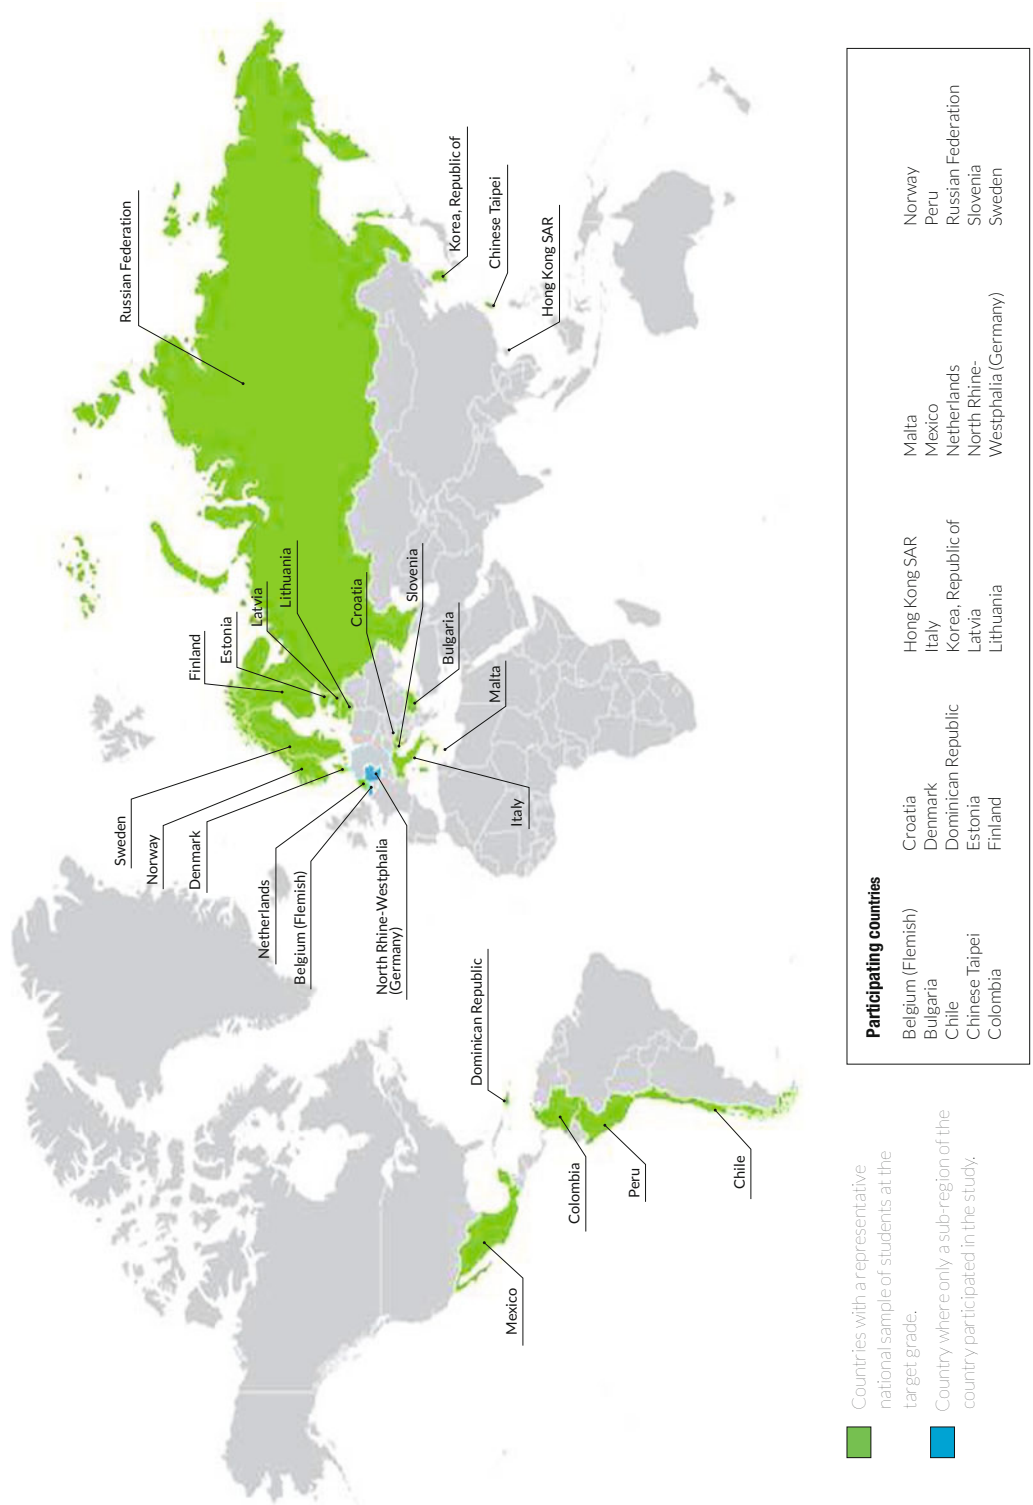 Russian Federation
Korea, Republic of
Chinese Taipei
Hong Kong SAR
Finland
Estonia
Latvia
Lithuania
Croatia
Slovenia
Bulgaria
Malta
Sweden
Norway
Denmark
Netherlands
Belgium (Flemish)
North Rhine-Westphalia
(Germany)
Italy
Dominican Republic
Mexico
Colombia
Peru
Chile
Countries with a representative
national sample of students at the
target grade.
Country where only a sub-region of the
country participated in the study.
Participating countries
Belgium (Flemish)
Bulgaria
Chile
Chinese Taipei
Colombia
Croatia
Denmark
Dominican Republic
Estonia
Finland
Hong Kong SAR
Italy
Korea, Republic of
Latvia
Lithuania
Malta
Mexico
Netherlands
North Rhine-
Westphalia (Germany)
Norway
Peru
Russian Federation
Slovenia
Sweden